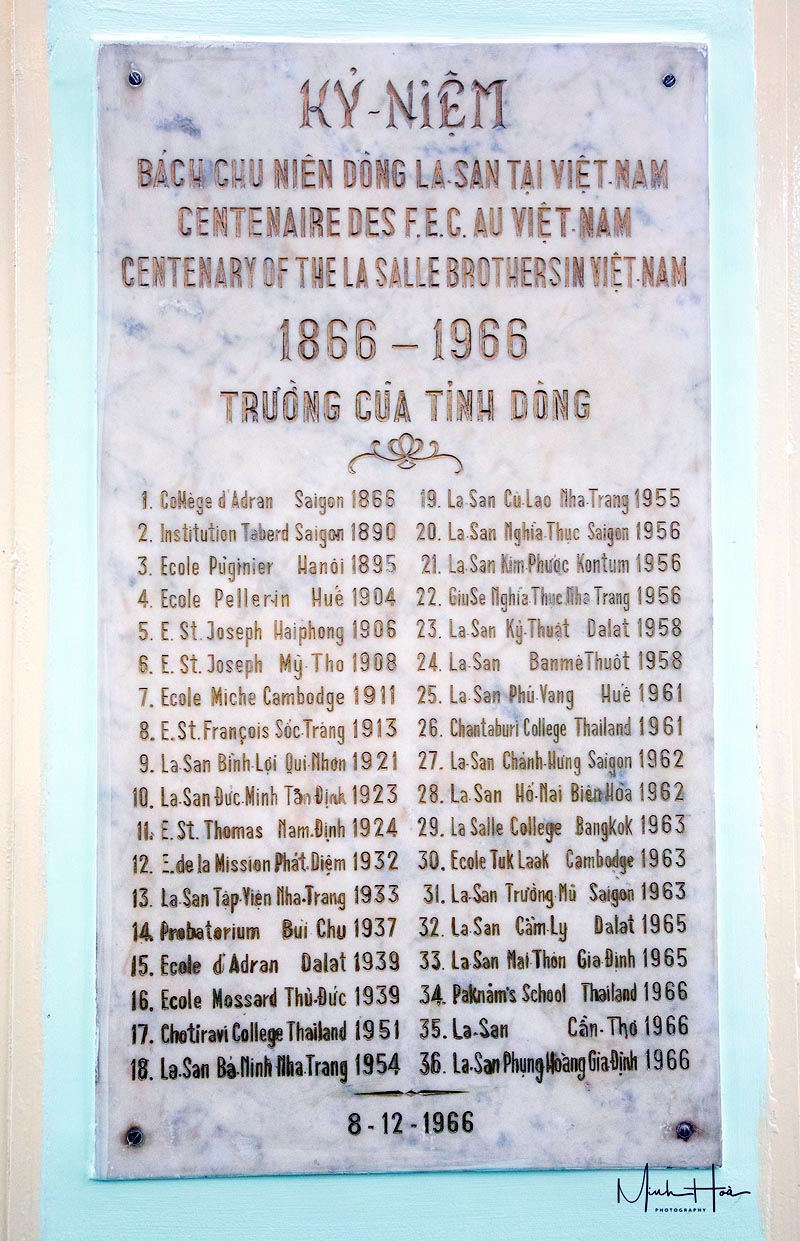 KỶ-NIỆM
BÁCH CHU NIÊN DÒNG LA-SAN TẠI VIỆT-NAM
CENTENAIRE DES F.E.C. AU VIỆT-NAM
CENTENARY OF THE LA SALLE BROTHERS IN VIỆT-NAM
1866 – 1966
TRƯỜNG CỦA TỈNH DÒNG
1. Collège d'Adran Saigon 1866
2. Institution Taberd Saigon 1890
3. Ecole Puginier Hanôi 1895
4. Ecole Pellerin Huế 1904
5. E. St. Joseph Haiphong 1906
6. E. St. Joseph Mỹ-Tho 1908
7. Ecole Miche Cambodge 1911
8. E. St. François Sóc-Trăng 1913
9. La-San Bình-Lợi Qui-Nhơn 1921
10. La-San Đức-Minh Tân-Định 1923
11. E. St. Thomas Nam-Định 1924
12. E. de la Mission Phát-Diệm 1932
13. La-San Tập-Viện Nha-Trang 1933
14. Probatorium Bui Chu 1937
15. Ecole d'Adran Dalat 1939
16. Ecole Mossard Thủ-Đức 1939
17. Chotiravi College Thailand 1951
18. La-San Bá-Ninh Nha-Trang 1954
19. La-San Cù-Lao Nha-Trang 1955
20. La-San Nghĩa-Thục Saigon 1956
21. La-San Kim-Phước Kontum 1956
22. GiuSe Nghĩa-Thục Nha Trang 1956
23. La-San Kỹ-Thuật Dalat 1958
24. La-San BanmêThuôt 1958
25. La-San Phú-Vang Huế 1961
26. Chantaburi College Thailand 1961
27. La-San Chánh-Hưng Saigon 1962
28. La-San Hố-Nai Biên-Hòa 1962
29. La Salle College Bangkok 1963
30. Ecole Tuk Laak Cambodge 1963
31. La-San Trường-Mù Saigon 1963
32. La-San Cầm-Ly Dalat 1965
33. La-San Mai-Thôn Gia-Định 1965
34. Paknam's School Thailand 1966
35. La-San Cần-Thơ 1966
36. La-San Phụng Hoàng Gia Định 1966
8-12-1966
Minh Hoà
PHOTOGRAPHY